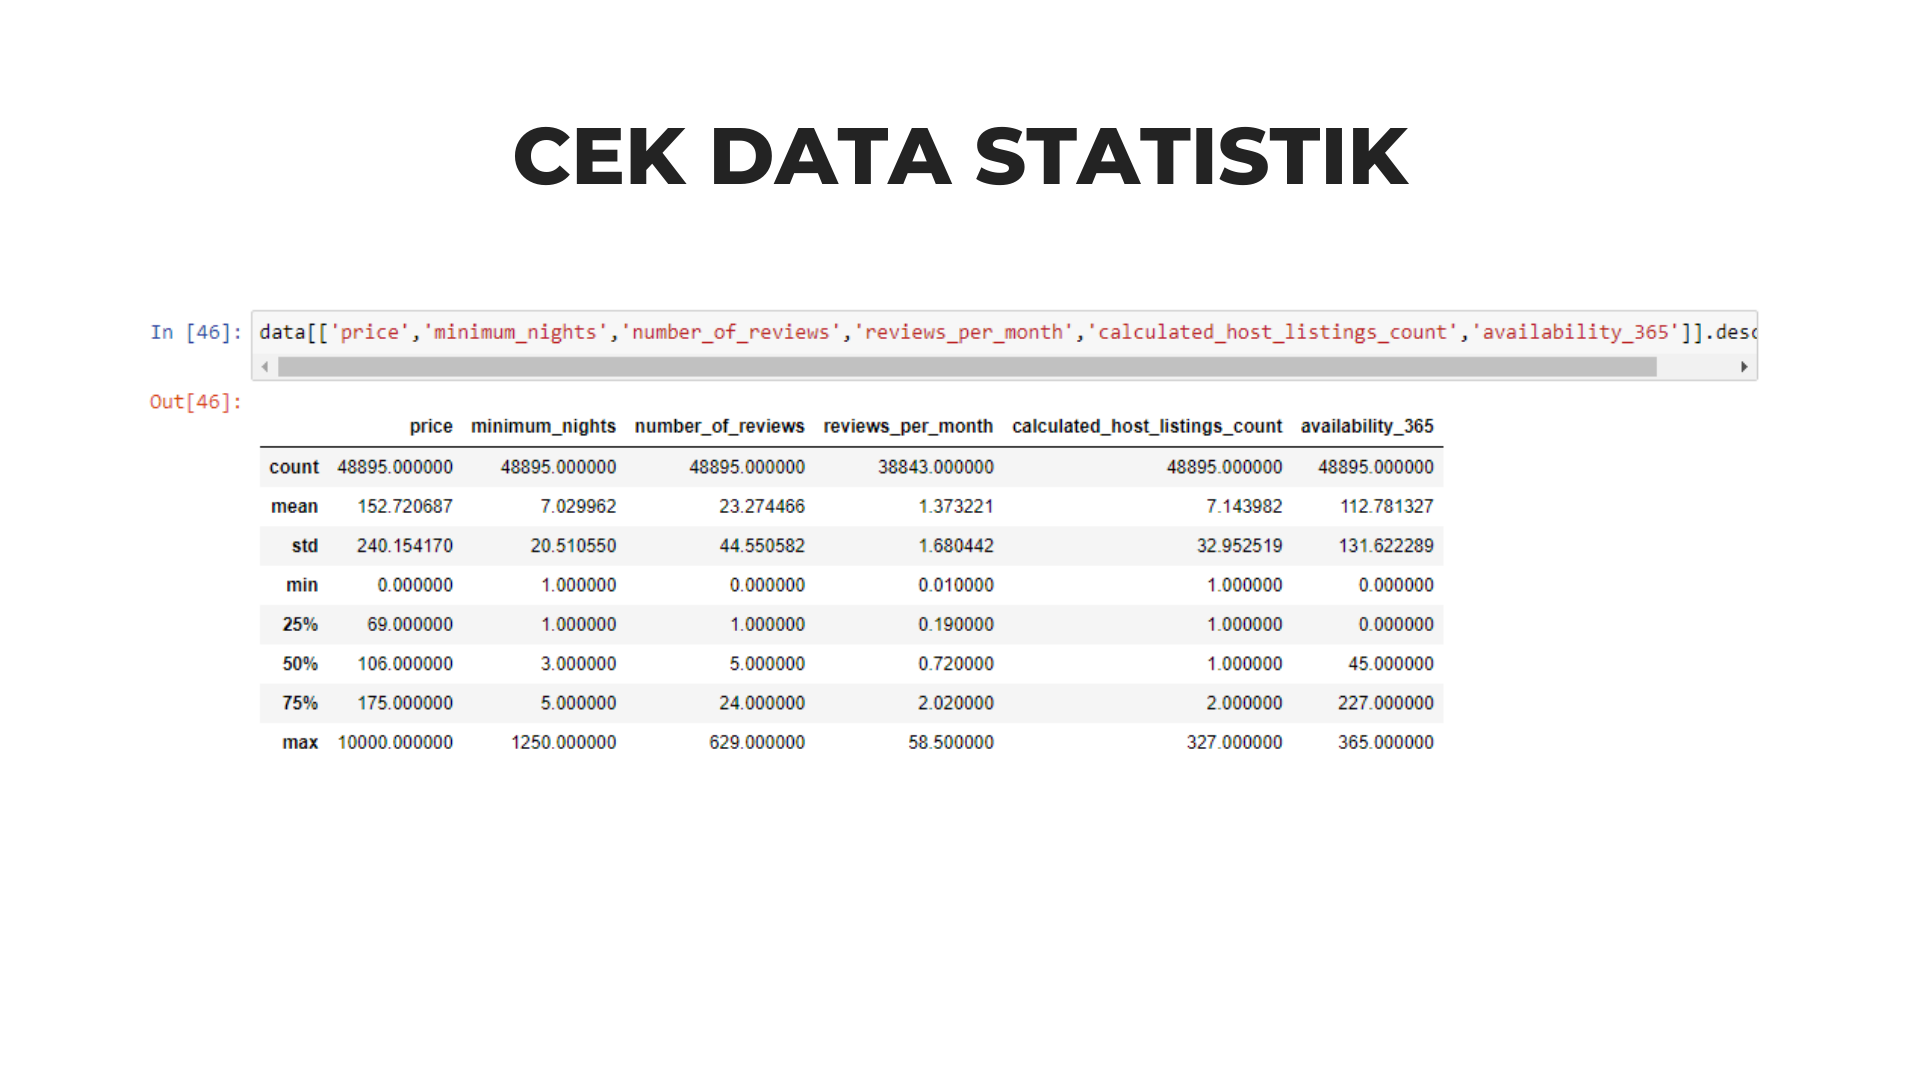 CEK DATA STATISTIK
In [46]: data[['price','minimum_nights','number_of_reviews','reviews_per_month','calculated_host_listings_count','availability_365']].desc
Out[46]:
price minimum_nights number_of_reviews reviews_per_month calculated_host_listings_count availability_365
count 48895.000000 48895.000000 48895.000000 38843.000000 48895.000000 48895.000000
mean 152.720687 7.029962 23.274466 1.373221 7.143982 112.781327
std 240.154170 20.510550 44.550582 1.680442 32.952519 131.622289
min 0.000000 1.000000 0.000000 0.010000 1.000000 0.000000
25% 69.000000 1.000000 1.000000 0.190000 1.000000 0.000000
50% 106.000000 3.000000 5.000000 0.720000 1.000000 45.000000
75% 175.000000 5.000000 24.000000 2.020000 2.000000 227.000000
max 10000.000000 1250.000000 629.000000 58.500000 327.000000 365.000000